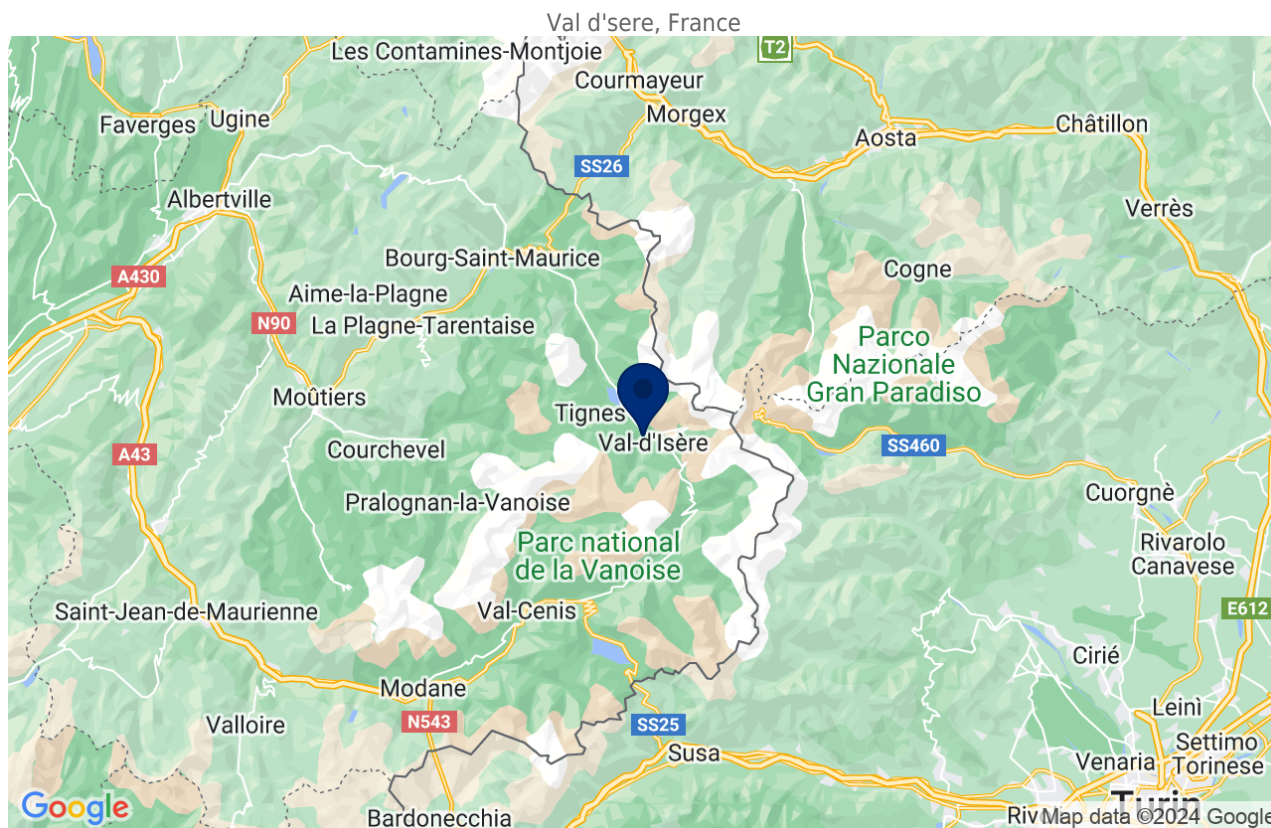 Val d'sere, France
Les Contamines-Montjoie
T2
Courmayeur
Morgex
Faverges
Ugine
Aosta
Châtillon
SS26
Albertville
Verrès
Bourg-Saint-Maurice
Cogne
A430
Aime-la-Plagne
N90
La Plagne-Tarentaise
Parco
Nazionale
Gran Paradiso
Moûtiers
Tignes
Val-d'Isère
A43
Courchevel
SS460
Pralognan-la-Vanoise
Cuorgnè
Parc national
de la Vanoise
Rivarolo
Canavese
Saint-Jean-de-Maurienne
Val-Cenis
E612
Cirié
Modane
Leinì
Valloire
N543
SS25
Susa
Settimo
Torinese
Venaria
Google
Turin
Bardonecchia
Riv
Map data ©2024 Google